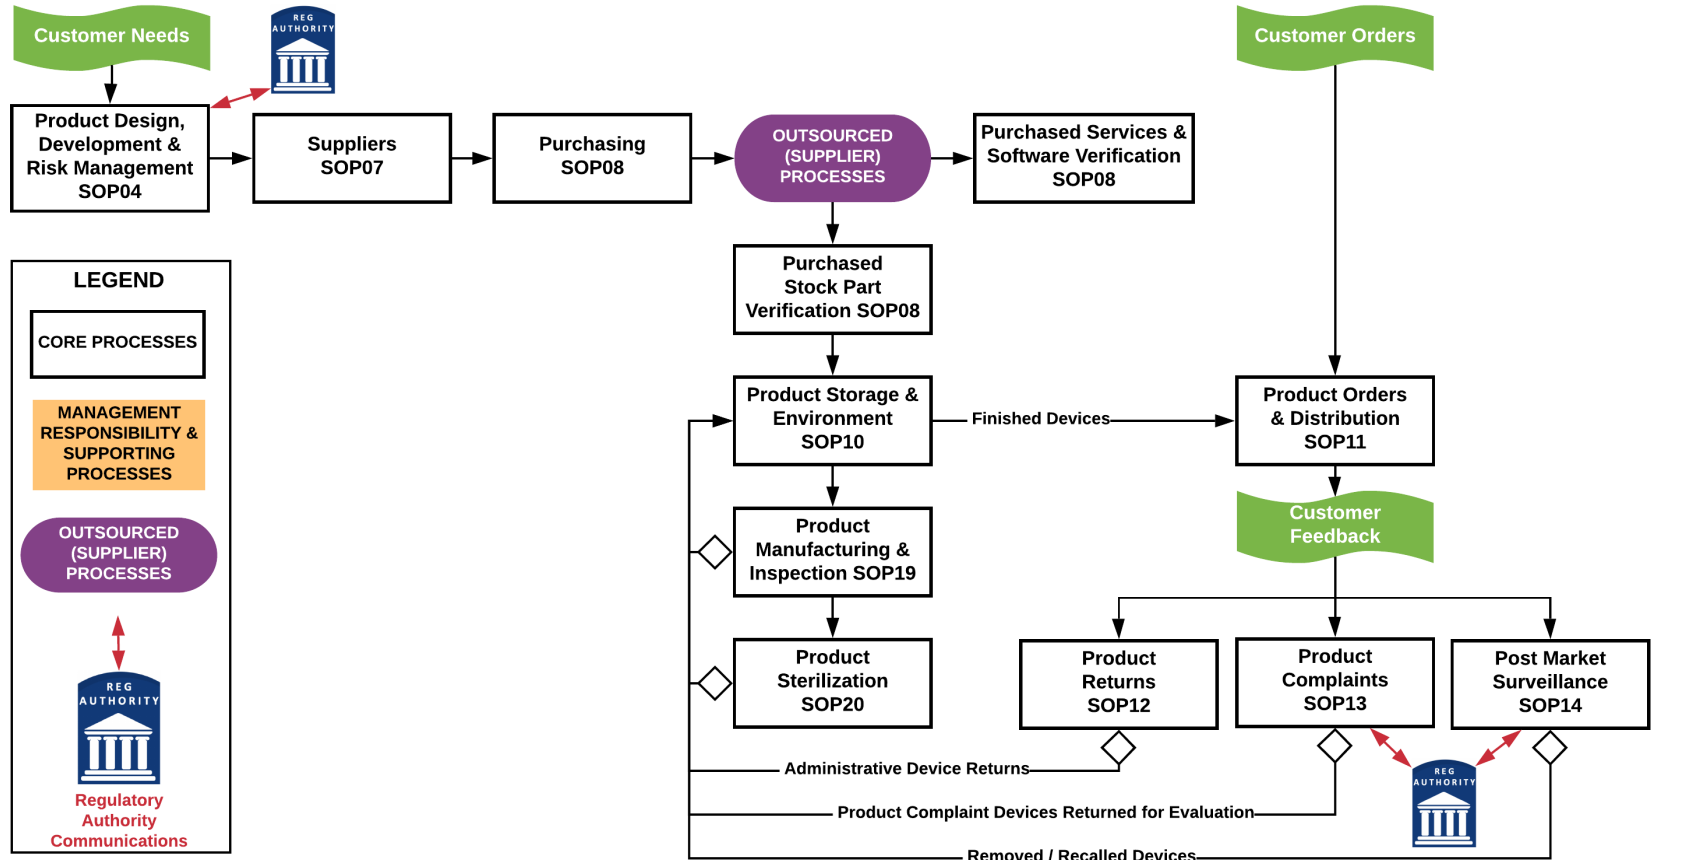 Customer Needs
REG
AUTHORITY
Customer Orders
Product Design,
Development &
Risk Management
SOP04
Suppliers
SOP07
Purchasing
SOP08
OUTSOURCED
(SUPPLIER)
PROCESSES
Purchased Services &
Software Verification
SOP08
Purchased
Stock Part
Verification SOP08
LEGEND
CORE PROCESSES
MANAGEMENT
RESPONSIBILITY &
SUPPORTING
PROCESSES
OUTSOURCED
(SUPPLIER)
PROCESSES
REG
AUTHORITY
Regulatory
Authority
Communications
Product Storage &
Environment
SOP10
Finished Devices
Product Orders
& Distribution
SOP11
Product
Manufacturing &
Inspection SOP19
Customer
Feedback
Product
Sterilization
SOP20
Product
Returns
SOP12
Product
Complaints
SOP13
Post Market
Surveillance
SOP14
Administrative Device Returns
REG
AUTHORITY
Product Complaint Devices Returned for Evaluation
Removed / Recalled Devices